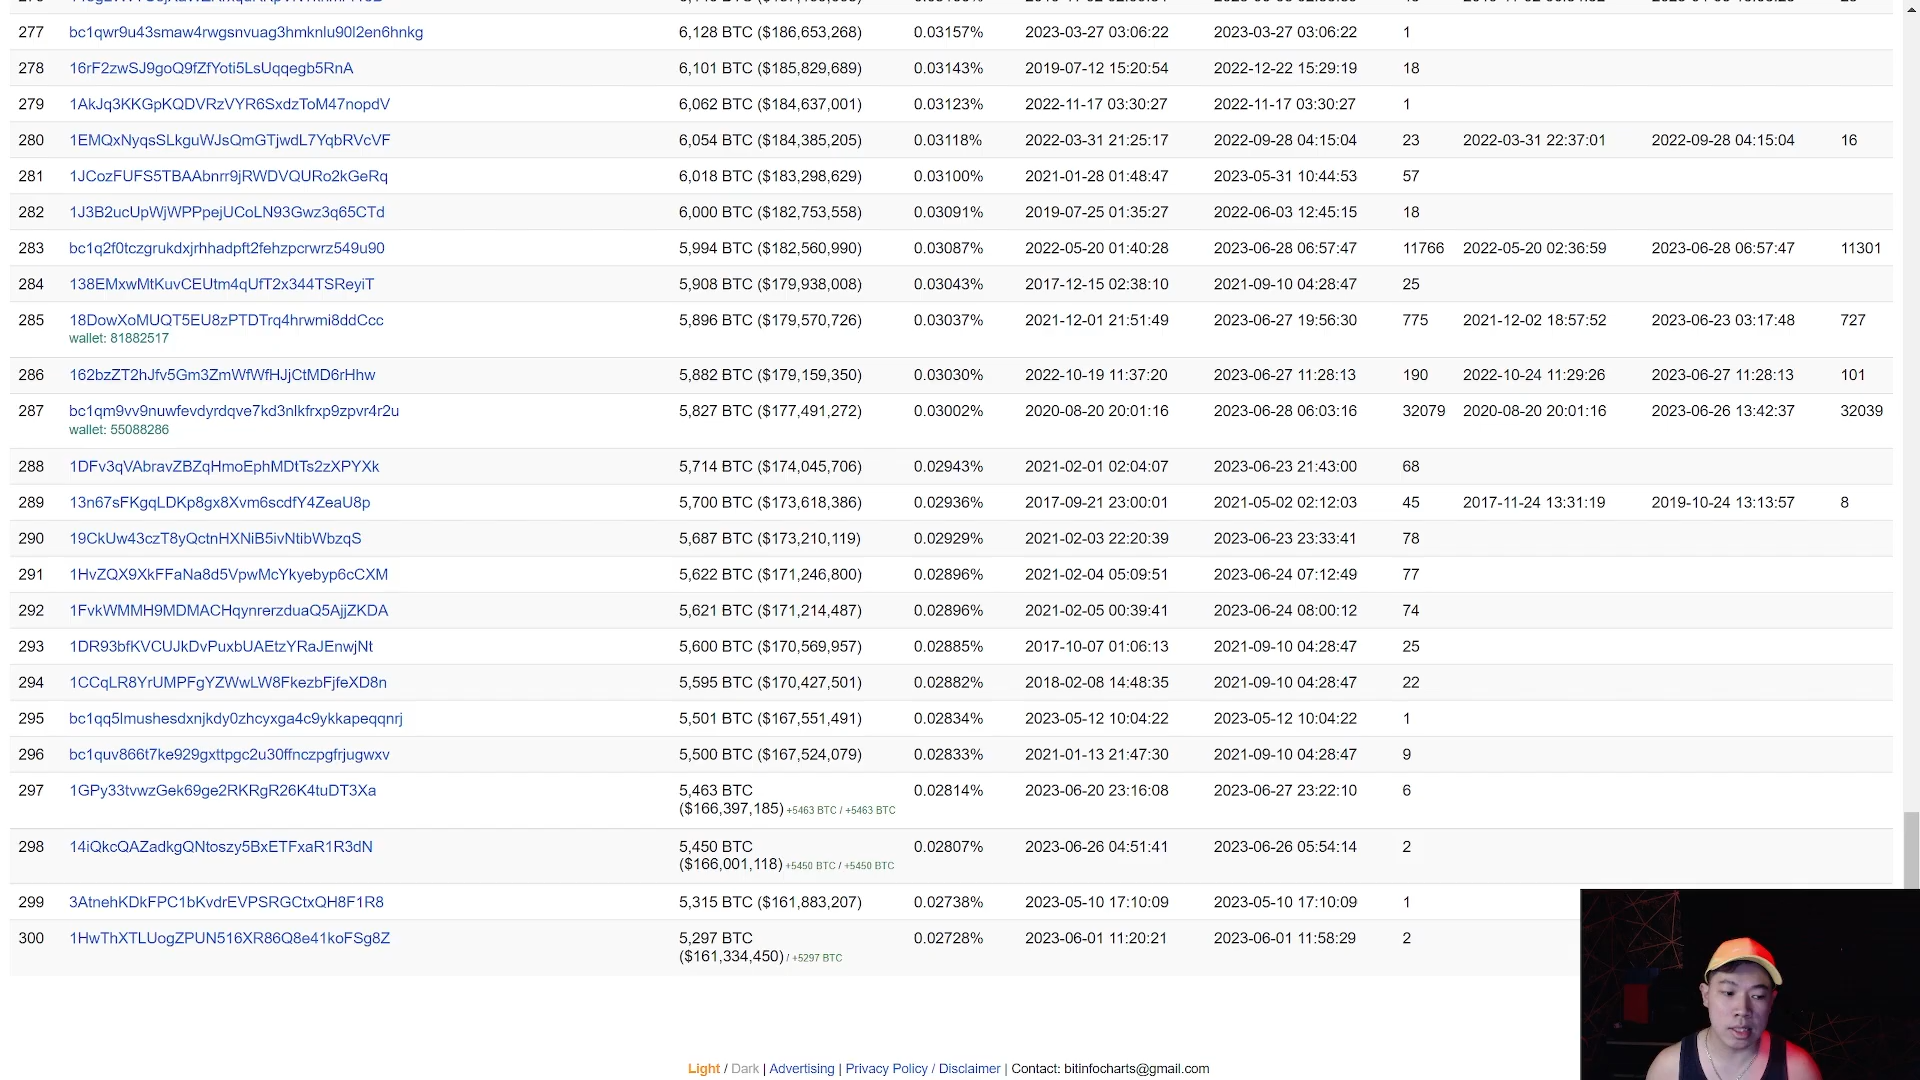 277 bc1qwr9u43smaw4rwgsnvuag3hmknlu90l2en6hnkg 6,128 BTC ($186,653,268) 0.03157% 2023-03-27 03:06:22 2023-03-27 03:06:22 1
278 16rF2zwSJ9goQ9fZfYoti5LsUqqegb5RnA 6,101 BTC ($185,829,689) 0.03143% 2019-07-12 15:20:54 2022-12-22 15:29:19 18
279 1AkJq3KKGpKQDVRzVYR6SxdzToM47nopdV 6,062 BTC ($184,637,001) 0.03123% 2022-11-17 03:30:27 2022-11-17 03:30:27 1
280 1EMQxNyqsSLkguWJsQmGTjwdL7YqbRVcVF 6,054 BTC ($184,385,205) 0.03118% 2022-03-31 21:25:17 2022-09-28 04:15:04 23 2022-03-31 22:37:01 2022-09-28 04:15:04 16
281 1JCozFUFS5TBAAbnrr9jRWDVQURo2kGeRq 6,018 BTC ($183,298,629) 0.03100% 2021-01-28 01:48:47 2023-05-31 10:44:53 57
282 1J3B2ucUpWjWPPpejUCoLN93Gwz3q65CTd 6,000 BTC ($182,753,558) 0.03091% 2019-07-25 01:35:27 2022-06-03 12:45:15 18
283 bc1q2f0tczgrukdxjrhhadpft2fehzpcrwrz549u90 5,994 BTC ($182,560,990) 0.03087% 2022-05-20 01:40:28 2023-06-28 06:57:47 11766 2022-05-20 02:36:59 2023-06-28 06:57:47 11301
284 138EMxwMtKuvCEUtm4qUfT2x344TSReyiT 5,908 BTC ($179,938,008) 0.03043% 2017-12-15 02:38:10 2021-09-10 04:28:47 25
285 18DowXoMUQT5EU8zPTDTrq4hrwmi8ddCcc 5,896 BTC ($179,570,726) 0.03037% 2021-12-01 21:51:49 2023-06-27 19:56:30 775 2021-12-02 18:57:52 2023-06-23 03:17:48 727
wallet: 81882517
286 162bzZT2hJfv5Gm3ZmWfWfHJjCtMD6rHhw 5,882 BTC ($179,159,350) 0.03030% 2022-10-19 11:37:20 2023-06-27 11:28:13 190 2022-10-24 11:29:26 2023-06-27 11:28:13 101
287 bc1qm9vv9nuwfevdyrdqve7kd3nlkfrxp9zpvr4r2u 5,827 BTC ($177,491,272) 0.03002% 2020-08-20 20:01:16 2023-06-28 06:03:16 32079 2020-08-20 20:01:16 2023-06-26 13:42:37 32039
wallet: 55088286
288 1DFv3qVAbravZBZqHmoEphMDtTs2zXPYXk 5,714 BTC ($174,045,706) 0.02943% 2021-02-01 02:04:07 2023-06-23 21:43:00 68
289 13n67sFKgqLDKp8gx8Xvm6scdfY4ZeaU8p 5,700 BTC ($173,618,386) 0.02936% 2017-09-21 23:00:01 2021-05-02 02:12:03 45 2017-11-24 13:31:19 2019-10-24 13:13:57 8
290 19CkUw43czT8yQctnHXNiB5ivNtibWbzqS 5,687 BTC ($173,210,119) 0.02929% 2021-02-03 22:20:39 2023-06-23 23:33:41 78
291 1HvZQX9XkFFaNa8d5VpwMcYkyebyp6cCXM 5,622 BTC ($171,246,800) 0.02896% 2021-02-04 05:09:51 2023-06-24 07:12:49 77
292 1FvkWMMH9MDMACHqynrerzduaQ5AjjZKDA 5,621 BTC ($171,214,487) 0.02896% 2021-02-05 00:39:41 2023-06-24 08:00:12 74
293 1DR93bfKVCUJkDvPuxbUAEtzYRaJEnwjNt 5,600 BTC ($170,569,957) 0.02885% 2017-10-07 01:06:13 2021-09-10 04:28:47 25
294 1CCqLR8YrUMPFgYZWwLW8FkezbFjfeXD8n 5,595 BTC ($170,427,501) 0.02882% 2018-02-08 14:48:35 2021-09-10 04:28:47 22
295 bc1qq5lmushesdxnjkdy0zhcyxga4c9ykkapeqqnrj 5,501 BTC ($167,551,491) 0.02834% 2023-05-12 10:04:22 2023-05-12 10:04:22 1
296 bc1quv866t7ke929gxttpgc2u30ffnczpgfrjugwxv 5,500 BTC ($167,524,079) 0.02833% 2021-01-13 21:47:30 2021-09-10 04:28:47 9
297 1GPy33tvwzGek69ge2RKRgR26K4tuDT3Xa 5,463 BTC 0.02814% 2023-06-20 23:16:08 2023-06-27 23:22:10 6
($166,397,185) +5463 BTC / +5463 BTC
298 14iQkcQAZadkgQNtoszy5BxETFxaR1R3dN 5,450 BTC 0.02807% 2023-06-26 04:51:41 2023-06-26 05:54:14 2
($166,001,118) +5450 BTC / +5450 BTC
299 3AtnehKDkFPC1bKvdrEVPSRGCtxQH8F1R8 5,315 BTC ($161,883,207) 0.02738% 2023-05-10 17:10:09 2023-05-10 17:10:09 1
300 1HwThXTLUogZPUN516XR86Q8e41koFSg8Z 5,297 BTC 0.02728% 2023-06-01 11:20:21 2023-06-01 11:58:29 2
($161,334,450) / +5297 BTC
Light / Dark | Advertising | Privacy Policy / Disclaimer | Contact: bitinfocharts@gmail.com